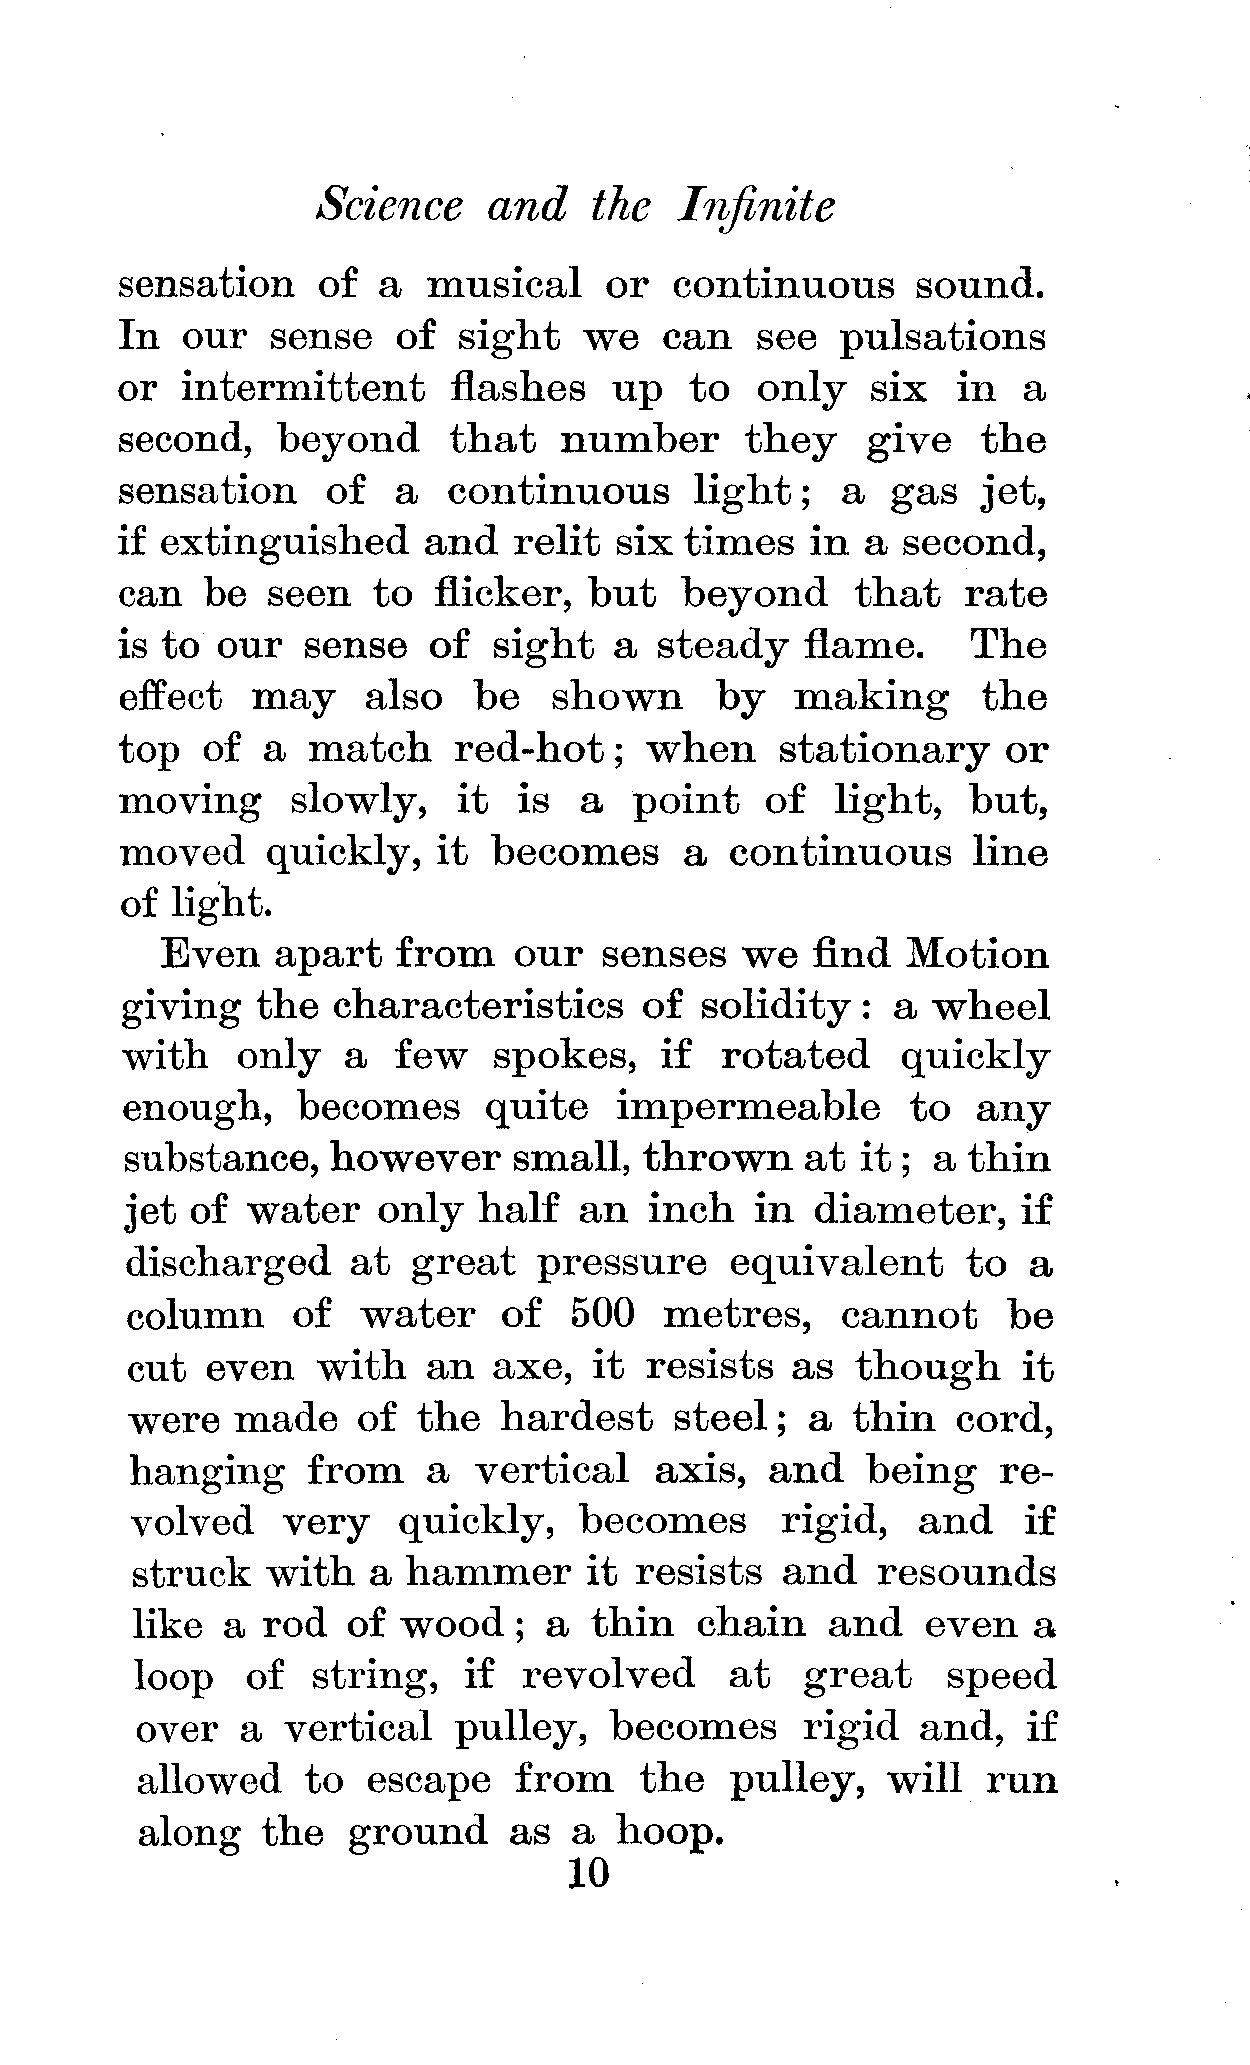 Science and the Infinite
sensation of a musical or continuous sound.
In our sense of sight we can see pulsations
or intermittent flashes up to only six in a
second, beyond that number they give the
sensation of a continuous light; a gas jet,
if extinguished and relit six times in a second,
can be seen to flicker, but beyond that rate
is to our sense of sight a steady flame. The
effect may also be shown by making the
top of a match red-hot; when stationary or
moving slowly, it is a point of light, but,
moved quickly, it becomes a continuous line
of light.
Even apart from our senses we find Motion
giving the characteristics of solidity: a wheel
with only a few spokes, if rotated quickly
enough, becomes quite impermeable to any
substance, however small, thrown at it; a thin
jet of water only half an inch in diameter, if
discharged at great pressure equivalent to a
column of water of 500 metres, cannot be
cut even with an axe, it resists as though it
were made of the hardest steel; a thin cord,
hanging from a vertical axis, and being re-
volved very quickly, becomes rigid, and if
struck with a hammer it resists and resounds
like a rod of wood; a thin chain and even a
loop of string, if revolved at great speed
over a vertical pulley, becomes rigid and, if
allowed to escape from the pulley, will run
along the ground as a hoop.
10